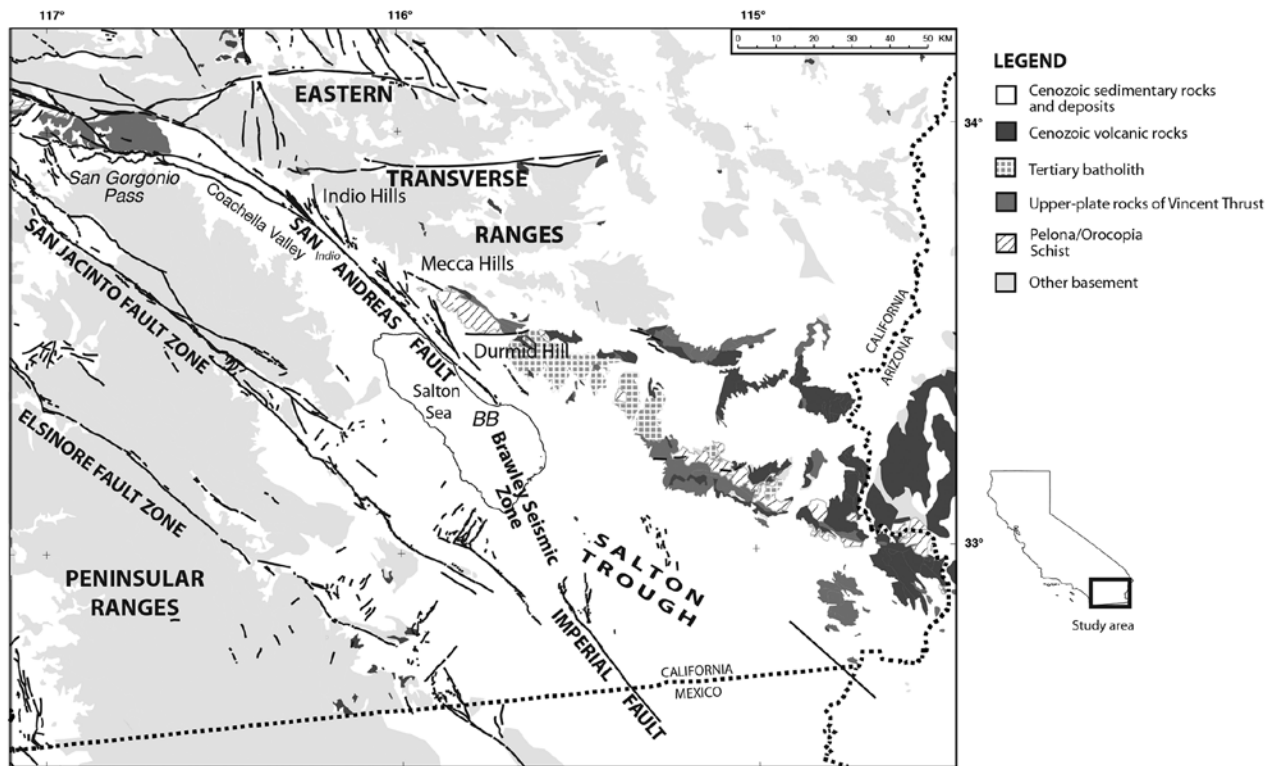 117°
116°
115°
0 10 20 30 40 50 KM
34°
33°
EASTERN
TRANSVERSE
RANGES
San Gorgonio
Pass
Coachella Valley
Indio Hills
Indio
Mecca Hills
SAN ANDREAS FAULT
SAN JACINTO FAULT ZONE
ELSINORE FAULT ZONE
Durmid Hill
Salton
Sea
BB
Brawley Seismic
Zone
SALTON
TROUGH
PENINSULAR
RANGES
IMPERIAL FAULT
CALIFORNIA
ARIZONA
CALIFORNIA
MEXICO
LEGEND
Cenozoic sedimentary rocks
and deposits
Cenozoic volcanic rocks
Tertiary batholith
Upper-plate rocks of Vincent Thrust
Pelona/Orocopia
Schist
Other basement
Study area